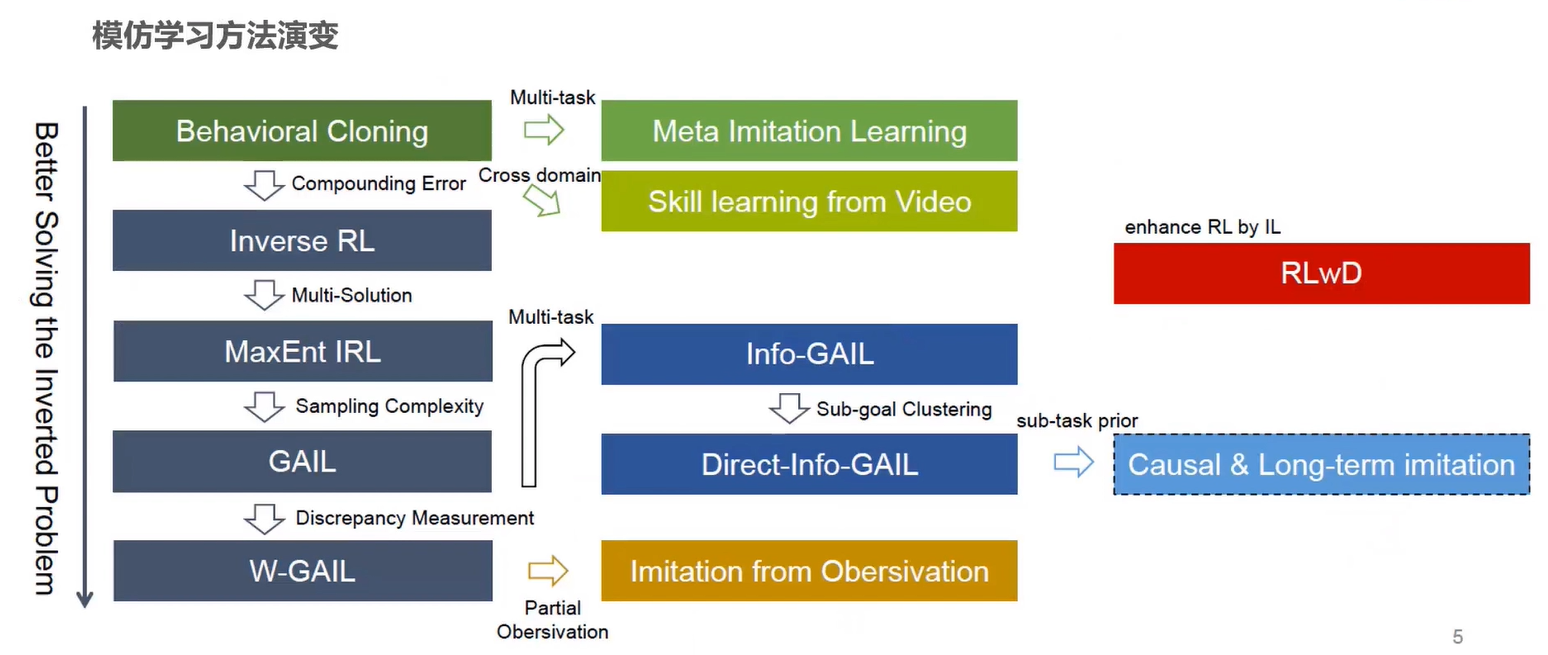 模仿学习方法演变
Better Solving the Inverted Problem
Behavioral Cloning
Multi-task
Meta Imitation Learning
Compounding Error
Cross domain
Skill learning from Video
Inverse RL
enhance RL by IL
RLwD
Multi-Solution
MaxEnt IRL
Multi-task
Info-GAIL
Sampling Complexity
Sub-goal Clustering
GAIL
Direct-Info-GAIL
sub-task prior
Causal & Long-term imitation
Discrepancy Measurement
W-GAIL
Partial
Obersivation
Imitation from Obersivation
5